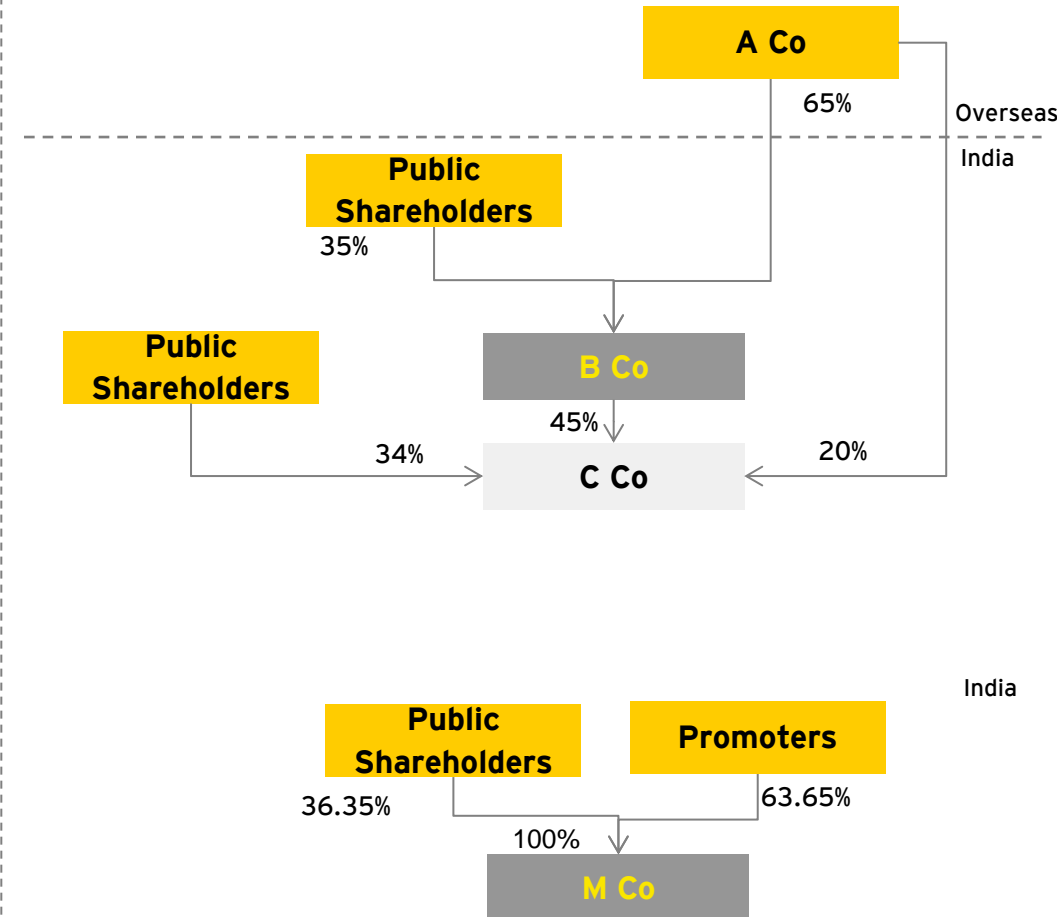 A Co
65%
Overseas
India
Public
Shareholders
35%
Public
Shareholders
B Co
45%
34%
20%
C Co
India
Public
Shareholders
Promoters
36.35%
63.65%
100%
M Co